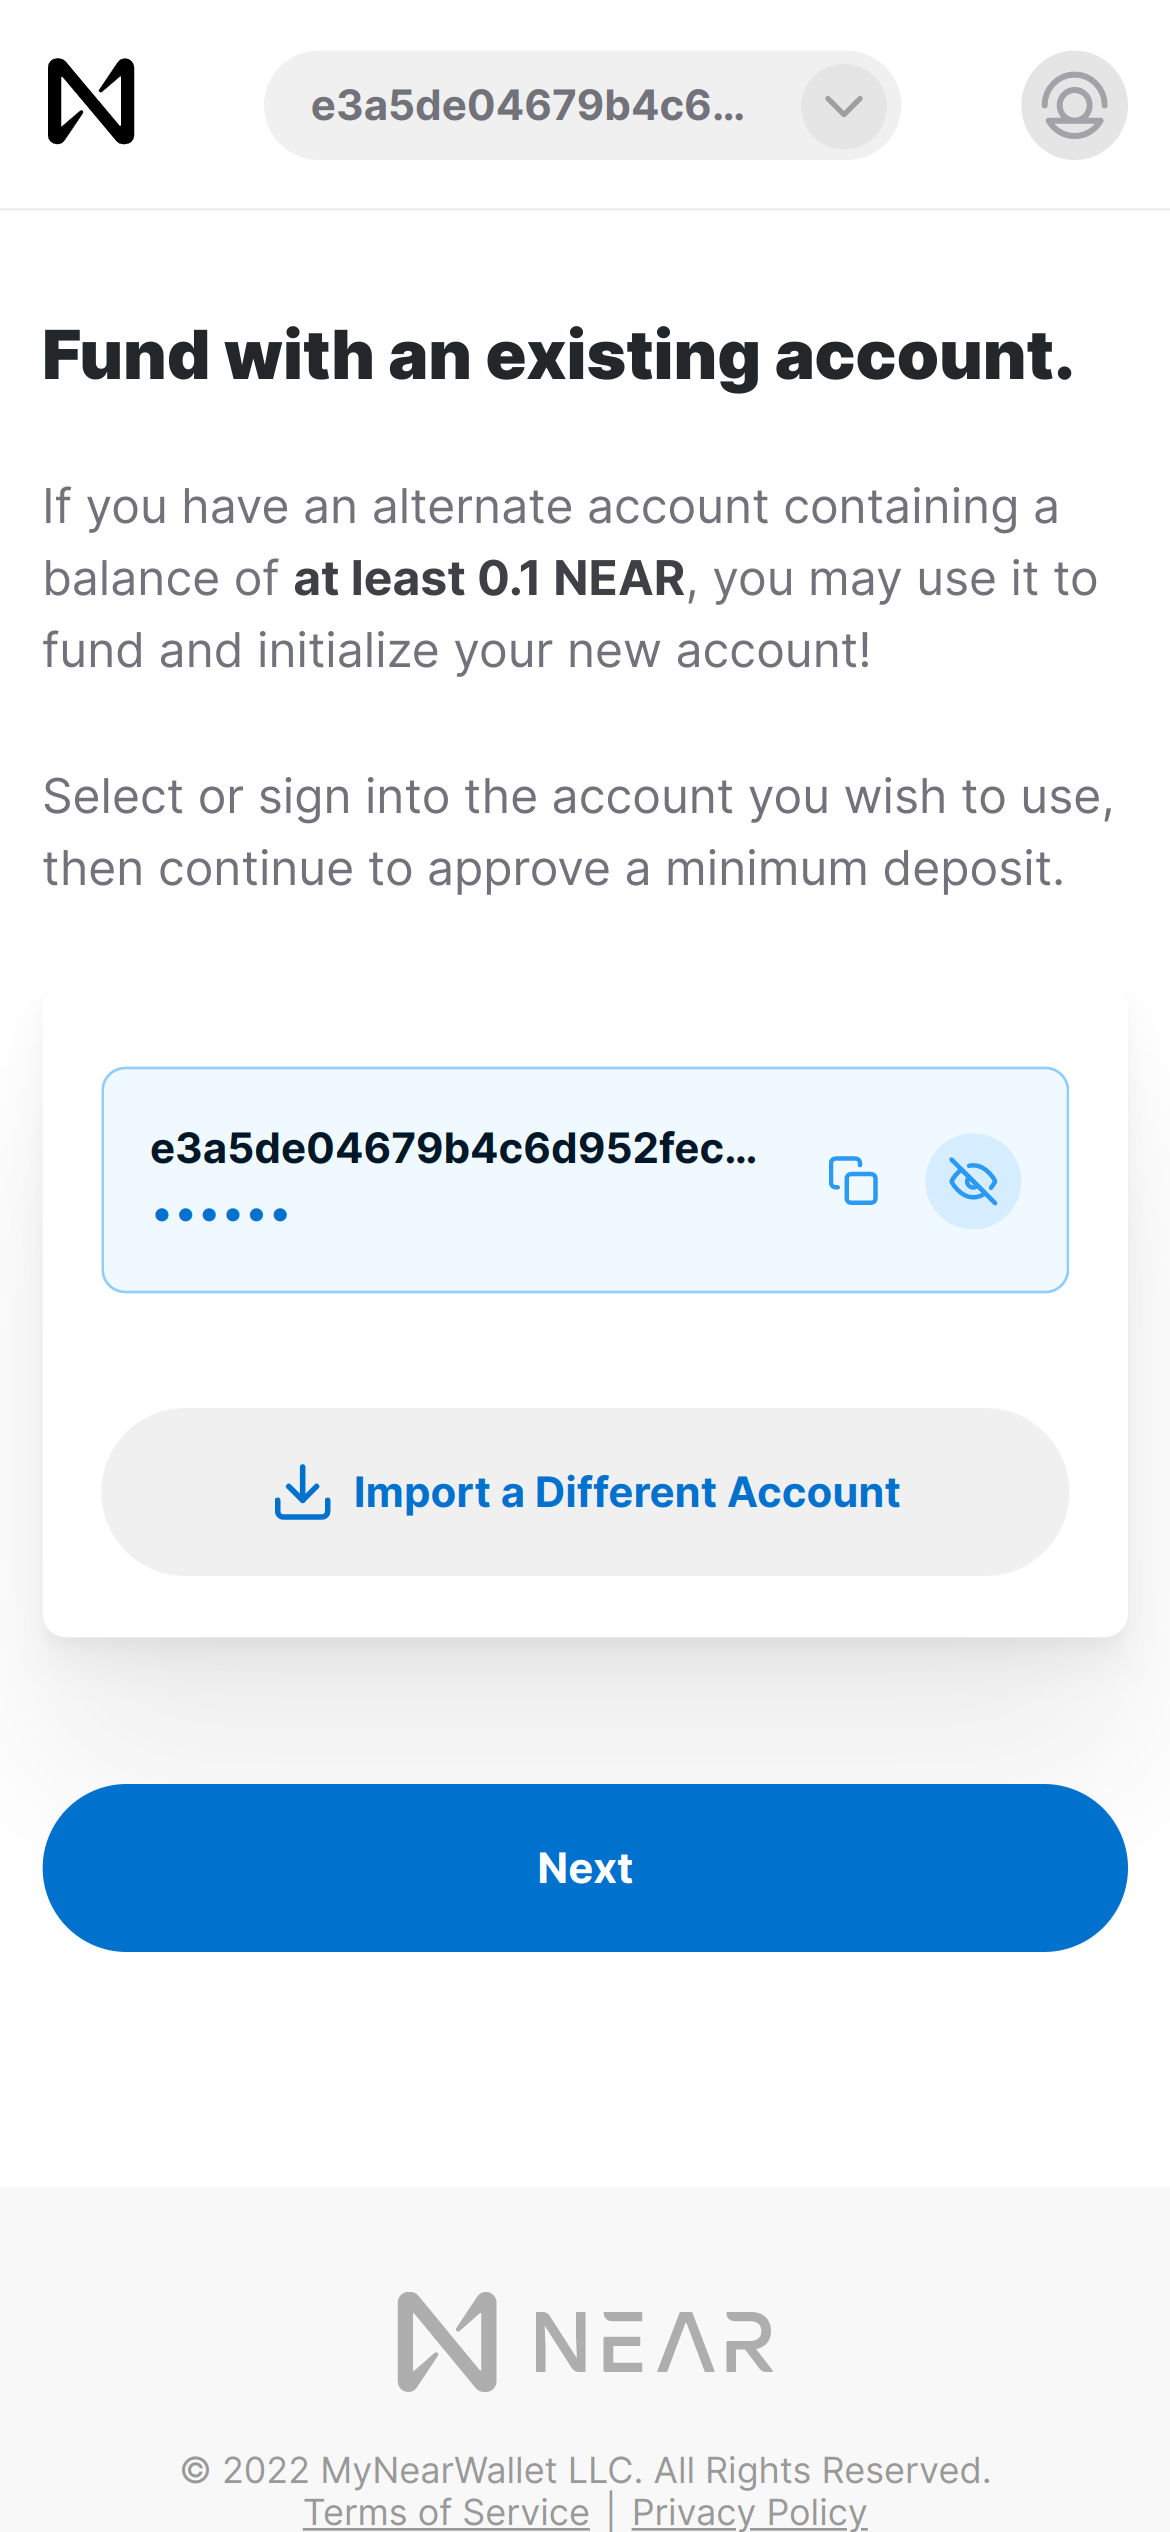 e3a5de04679b4c6...
Fund with an existing account.
If you have an alternate account containing a
balance of at least 0.1 NEAR, you may use it to
fund and initialize your new account!
Select or sign into the account you wish to use,
then continue to approve a minimum deposit.
e3a5de04679b4c6d952fec...
••••••
Import a Different Account
Next
NEAR
© 2022 MyNearWallet LLC. All Rights Reserved.
Terms of Service | Privacy Policy